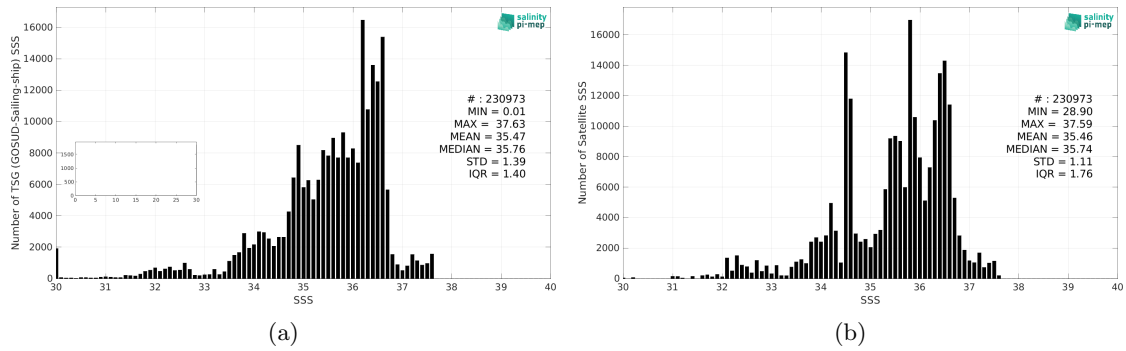 16000
14000
12000
10000
8000
6000
4000
2000
0
Number of TSG (GOSUD-Sailing-ship) SSS
salinity
pi-mep
# : 230973
MIN = 0.01
MAX = 37.63
MEAN = 35.47
MEDIAN = 35.76
STD = 1.39
IQR = 1.40
1500
1000
500
0
0 5 10 15 20 25 30
30 31 32 33 34 35 36 37 38 39 40
SSS
(a)
16000
14000
12000
10000
8000
6000
4000
2000
0
Number of Satellite SSS
salinity
pi-mep
# : 230973
MIN = 28.90
MAX = 37.59
MEAN = 35.46
MEDIAN = 35.74
STD = 1.11
IQR = 1.76
30 31 32 33 34 35 36 37 38 39 40
SSS
(b)